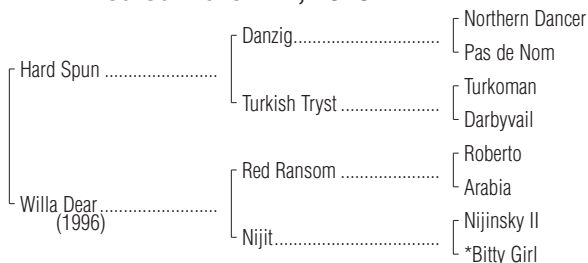 Northern Dancer
Danzig
Pas de Nom
Hard Spun
Turkoman
Turkish Tryst
Darbyvail
Roberto
Red Ransom
Arabia
Willa Dear
(1996)
Nijinsky II
Nijit
*Bitty Girl